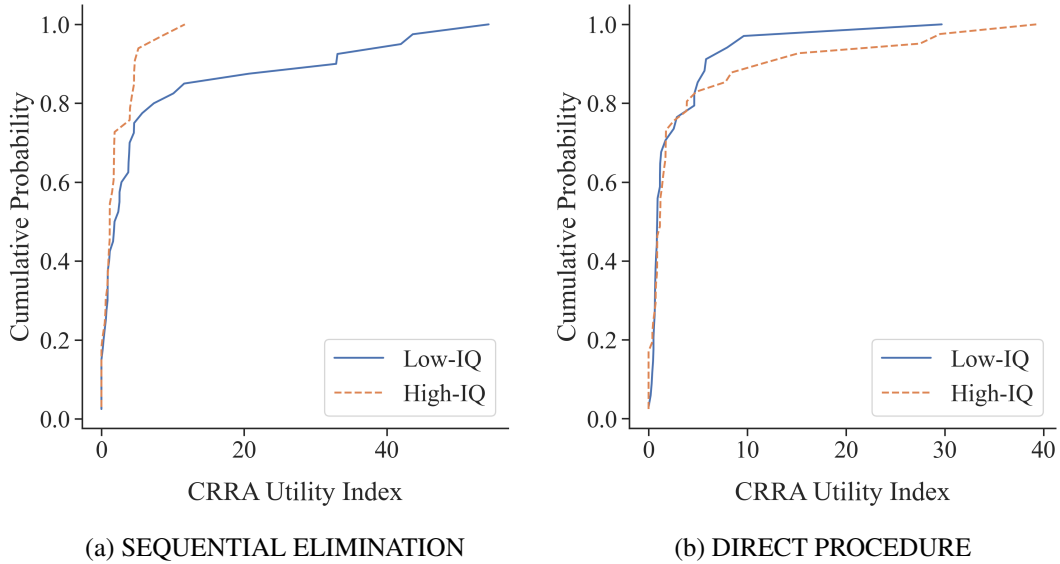 1.0
0.8
0.6
0.4
0.2
0.0
Cumulative Probability
Low-IQ
High-IQ
0
20
40
CRRA Utility Index
(a) SEQUENTIAL ELIMINATION
1.0
0.8
0.6
0.4
0.2
0.0
Cumulative Probability
Low-IQ
High-IQ
0
10
20
30
40
CRRA Utility Index
(b) DIRECT PROCEDURE